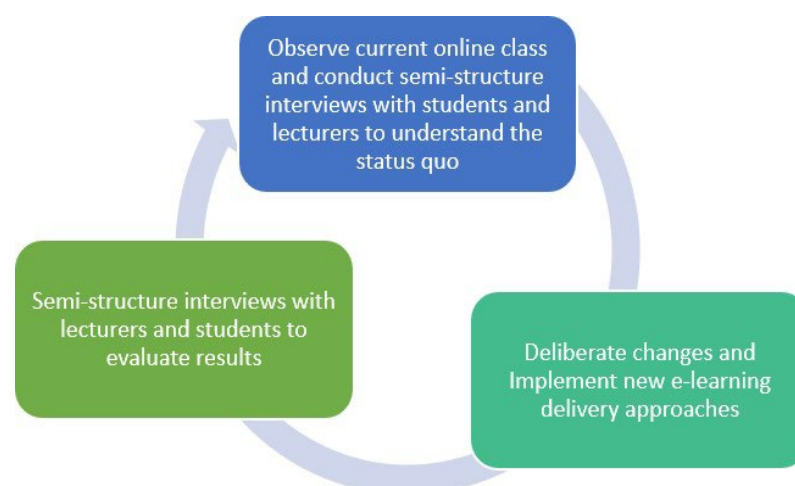 Observe current online class
and conduct semi-structure
interviews with students and
lecturers to understand the
status quo
Semi-structure interviews with
lecturers and students to
evaluate results
Deliberate changes and
Implement new e-learning
delivery approaches